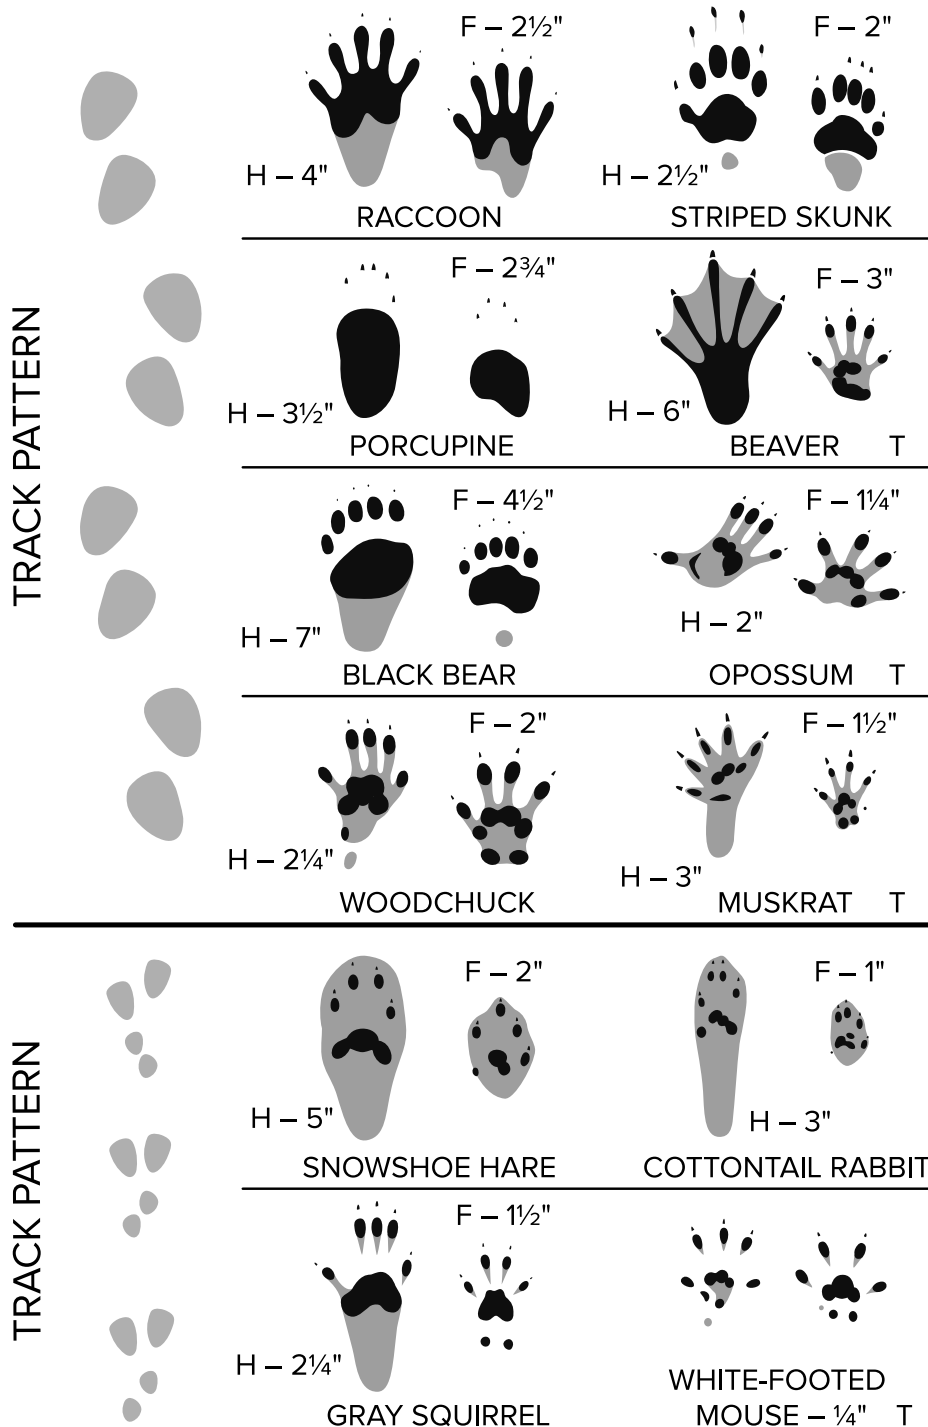 TRACK PATTERN
F – 2½"
H – 4"
RACCOON
F – 2"
H – 2½"
STRIPED SKUNK
F – 2¾"
H – 3½"
PORCUPINE
F – 3"
H – 6"
BEAVER T
F – 4½"
H – 7"
BLACK BEAR
F – 1¼"
H – 2"
OPOSSUM T
F – 2"
H – 2¼"
WOODCHUCK
F – 1½"
H – 3"
MUSKRAT T
TRACK PATTERN
F – 2"
H – 5"
SNOWSHOE HARE
F – 1"
H – 3"
COTTONTAIL RABBIT
F – 1½"
H – 2¼"
GRAY SQUIRREL
WHITE-FOOTED
MOUSE – ¼" T